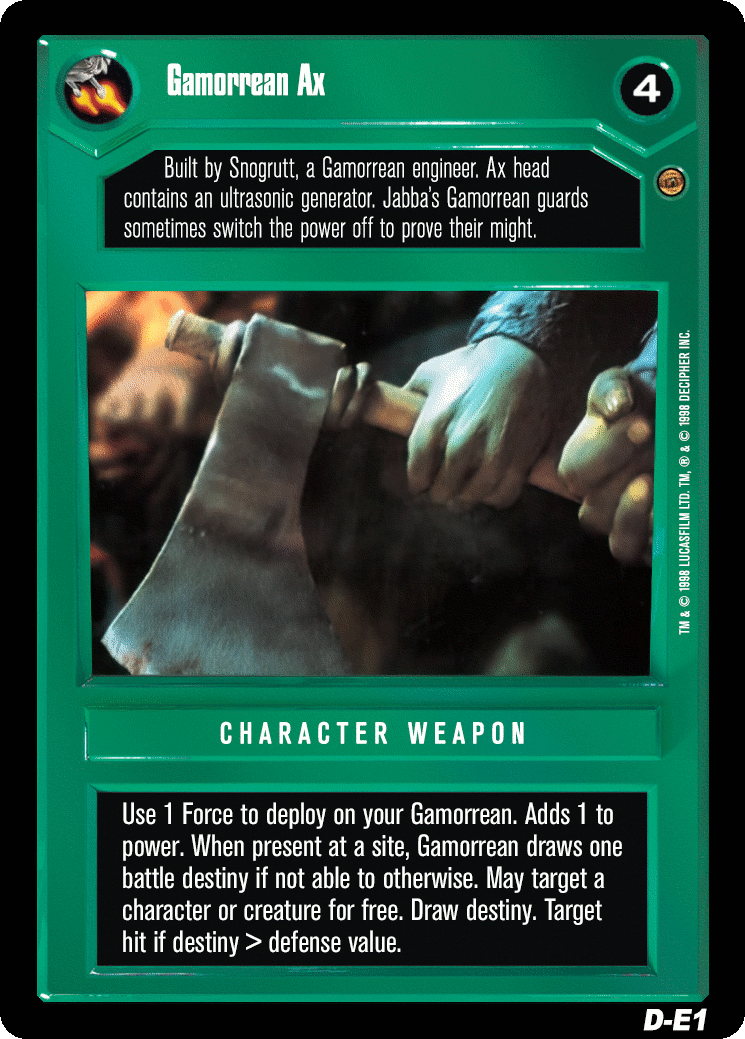 Gamorrean Ax
4
Built by Snogrutt, a Gamorrean engineer. Ax head
contains an ultrasonic generator. Jabba's Gamorrean guards
sometimes switch the power off to prove their might.
TM & © 1998 LUCASFILM LTD. TM, ® & © 1998 DECIPHER INC.
CHARACTER WEAPON
Use 1 Force to deploy on your Gamorrean. Adds 1 to
power. When present at a site, Gamorrean draws one
battle destiny if not able to otherwise. May target a
character or creature for free. Draw destiny. Target
hit if destiny > defense value.
D-E1